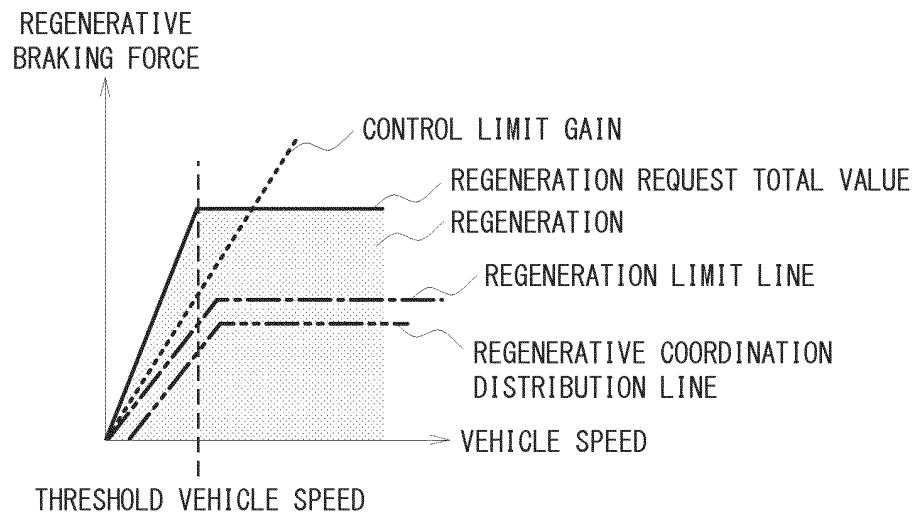 REGENERATIVE
BRAKING FORCE
CONTROL LIMIT GAIN
REGENERATION REQUEST TOTAL VALUE
REGENERATION
REGENERATION LIMIT LINE
REGENERATIVE COORDINATION
DISTRIBUTION LINE
VEHICLE SPEED
THRESHOLD VEHICLE SPEED